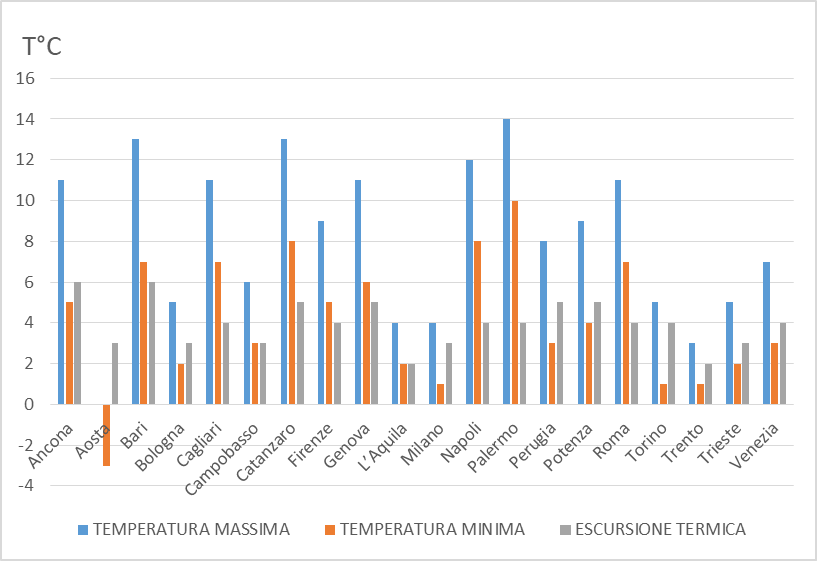 T°C
16
14
12
10
8
6
4
2
0
-2
-4
Ancona
Aosta
Bari
Bologna
Cagliari
Campobasso
Catanzaro
Firenze
Genova
L'Aquila
Milano
Napoli
Palermo
Perugia
Potenza
Roma
Torino
Trento
Trieste
Venezia
TEMPERATURA MASSIMA TEMPERATURA MINIMA ESCURSIONE TERMICA